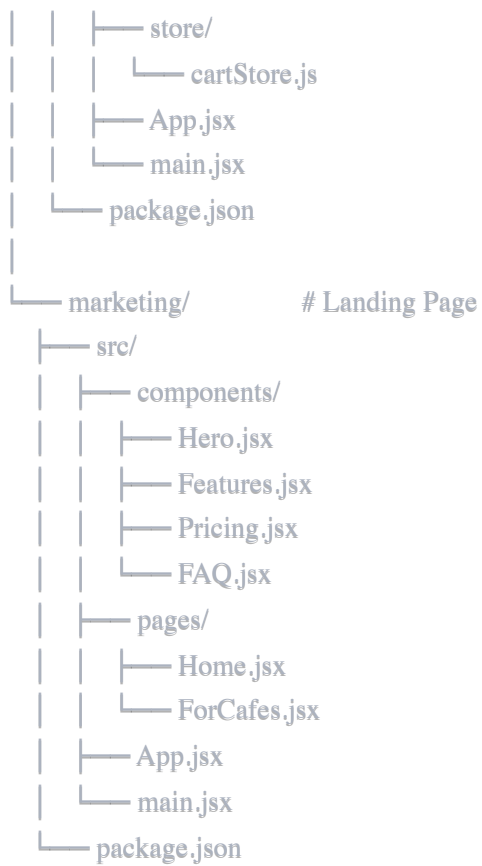 │   │   ├── store/
│   │   │   └── cartStore.js
│   │   ├── App.jsx
│   │   └── main.jsx
│   └── package.json
│
└── marketing/ # Landing Page
    ├── src/
    │   ├── components/
    │   │   ├── Hero.jsx
    │   │   ├── Features.jsx
    │   │   ├── Pricing.jsx
    │   │   └── FAQ.jsx
    │   ├── pages/
    │   │   ├── Home.jsx
    │   │   └── ForCafes.jsx
    │   ├── App.jsx
    │   └── main.jsx
    └── package.json